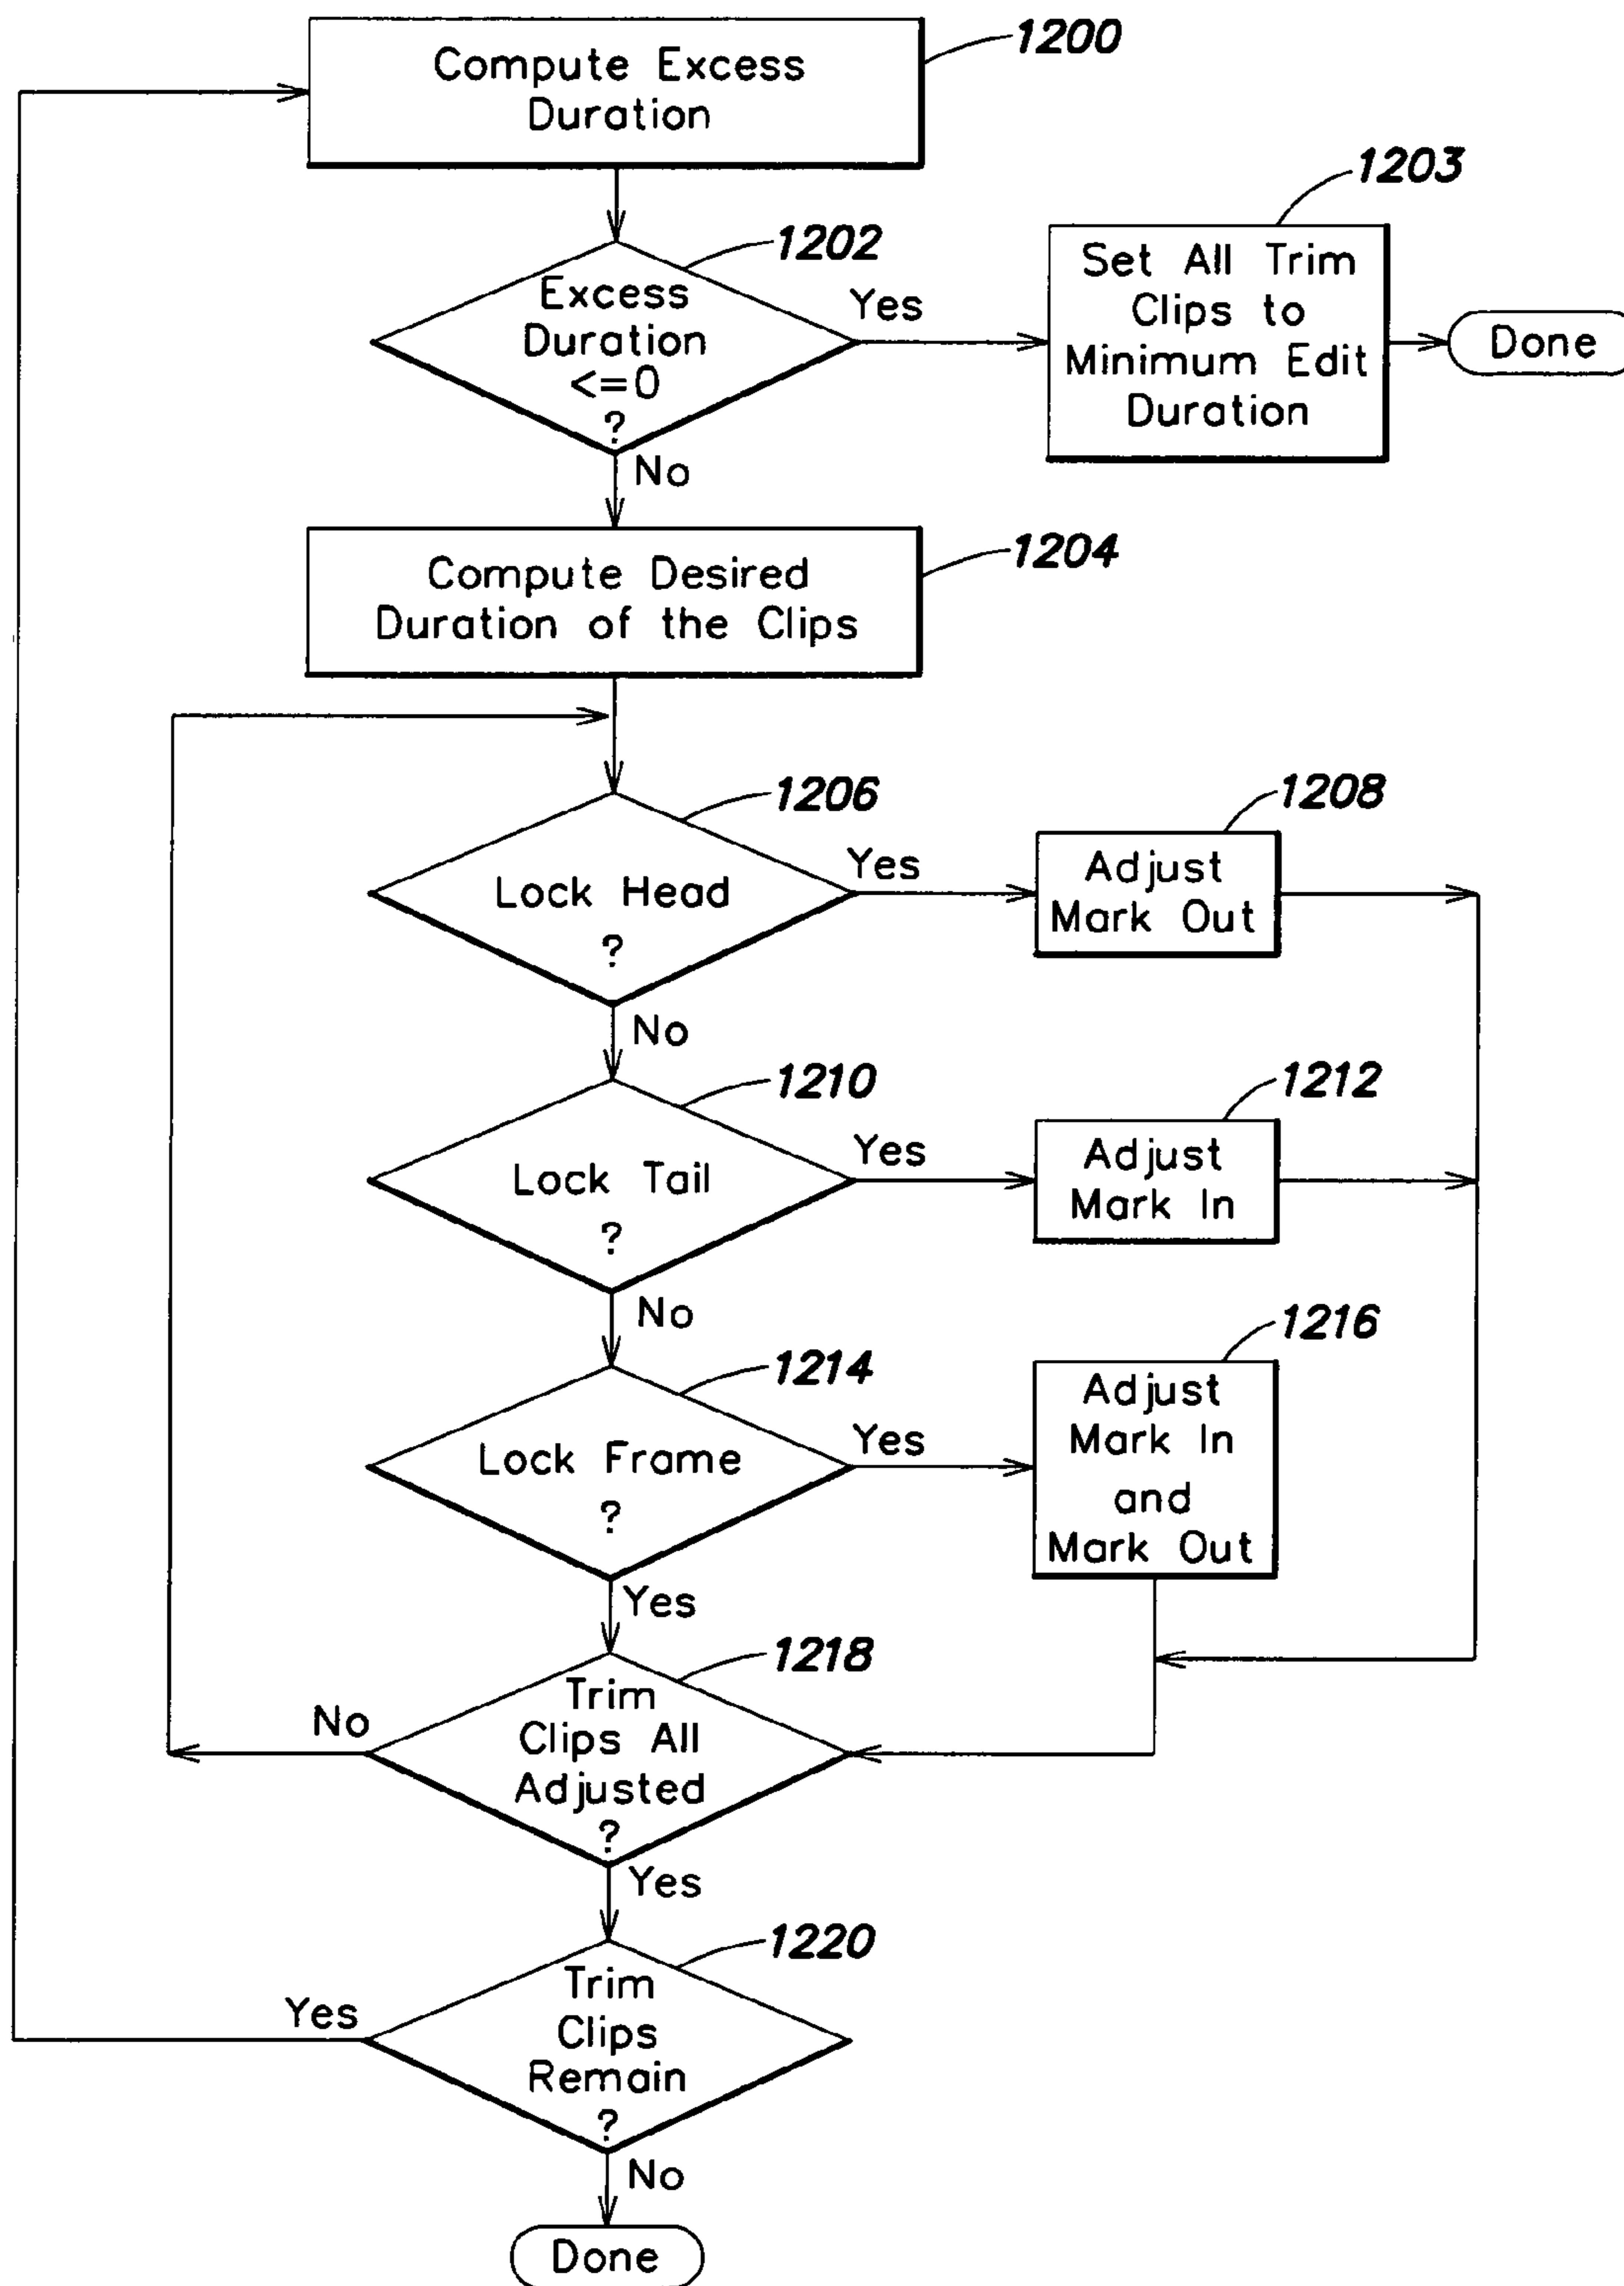 1200
Compute Excess
Duration
1203
1202
Set All Trim
Clips to
Minimum Edit
Duration
Excess
Duration
<=0
?
Yes
Done
No
1204
Compute Desired
Duration of the Clips
1206
Lock Head
?
Yes
1208
Adjust
Mark Out
No
1210
Lock Tail
?
Yes
1212
Adjust
Mark In
No
1214
Lock Frame
?
Yes
1216
Adjust
Mark In
and
Mark Out
Yes
1218
Trim
Clips All
Adjusted
?
No
Yes
1220
Trim
Clips
Remain
?
Yes
No
Done